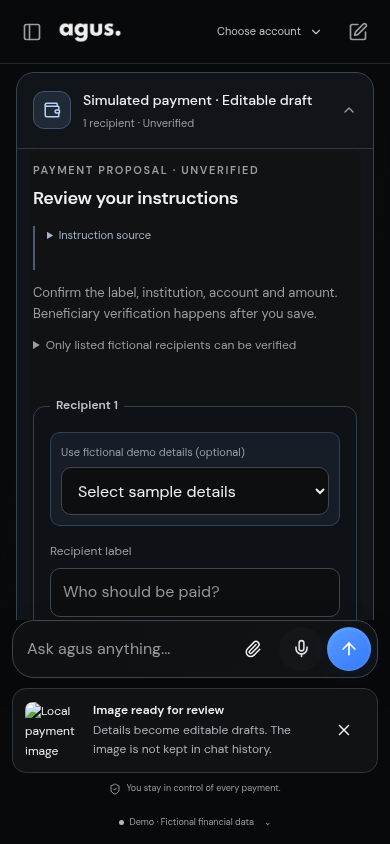 agus.
Choose account
Simulated payment · Editable draft
1 recipient · Unverified
PAYMENT PROPOSAL · UNVERIFIED
Review your instructions
Instruction source
Confirm the label, institution, account and amount.
Beneficiary verification happens after you save.
Only listed fictional recipients can be verified
Recipient 1
Use fictional demo details (optional)
Select sample details
Recipient label
Who should be paid?
Ask agus anything...
Local
payment
image
Image ready for review
Details become editable drafts. The
image is not kept in chat history.
You stay in control of every payment.
Demo · Fictional financial data